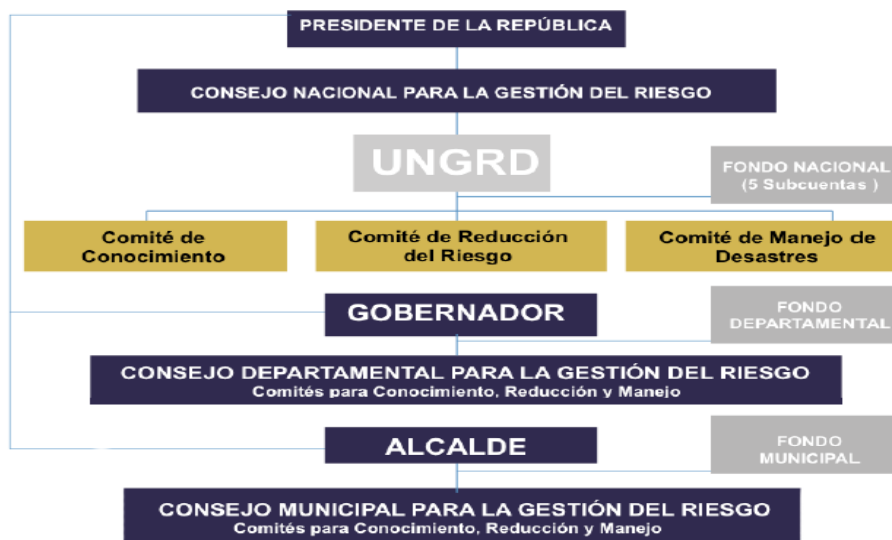 PRESIDENTE DE LA REPÚBLICA
CONSEJO NACIONAL PARA LA GESTIÓN DEL RIESGO
UNGRD
FONDO NACIONAL
(5 Subcuentas )
Comité de
Conocimiento
Comité de Reducción
del Riesgo
Comité de Manejo de
Desastres
GOBERNADOR
FONDO
DEPARTAMENTAL
CONSEJO DEPARTAMENTAL PARA LA GESTIÓN DEL RIESGO
Comités para Conocimiento, Reducción y Manejo
ALCALDE
FONDO
MUNICIPAL
CONSEJO MUNICIPAL PARA LA GESTIÓN DEL RIESGO
Comités para Conocimiento, Reducción y Manejo